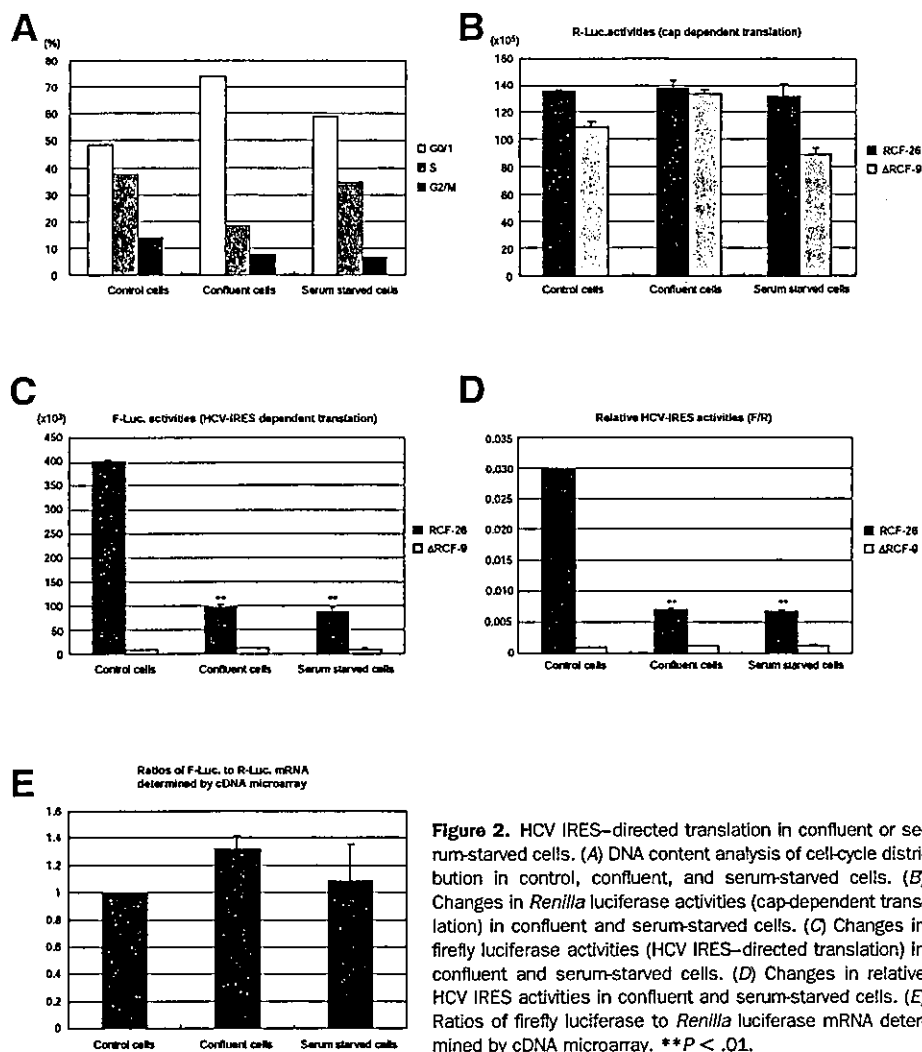 A
(%)
80
70
60
50
40
30
20
10
0
Control cells
Confluent cells
Serum starved cells
G0/1
S
G2/M
B
R-Luc.activities (cap dependent translation)
(x10⁵)
160
140
120
100
80
60
40
20
0
Control cells
Confluent cells
Serum starved cells
RCF-26
ΔRCF-9
C
F-Luc. activities (HCV-IRES dependent translation)
(x10³)
450
400
350
300
250
200
150
100
50
0
**
**
Control cells
Confluent cells
Serum starved cells
RCF-26
ΔRCF-9
D
Relative HCV-IRES activities (F/R)
0.035
0.030
0.025
0.020
0.015
0.010
0.005
0
**
**
Control cells
Confluent cells
Serum starved cells
RCF-26
ΔRCF-9
E
Ratios of F-Luc. to R-Luc. mRNA
determined by cDNA microarray
1.6
1.4
1.2
1
0.8
0.6
0.4
0.2
0
Control cells
Confluent cells
Serum starved cells
Figure 2. HCV IRES–directed translation in confluent or se-
rum-starved cells. (A) DNA content analysis of cell-cycle distri-
bution in control, confluent, and serum-starved cells. (B)
Changes in Renilla luciferase activities (cap-dependent trans-
lation) in confluent and serum-starved cells. (C) Changes in
firefly luciferase activities (HCV IRES–directed translation) in
confluent and serum-starved cells. (D) Changes in relative
HCV IRES activities in confluent and serum-starved cells. (E)
Ratios of firefly luciferase to Renilla luciferase mRNA deter-
mined by cDNA microarray. **P < .01.